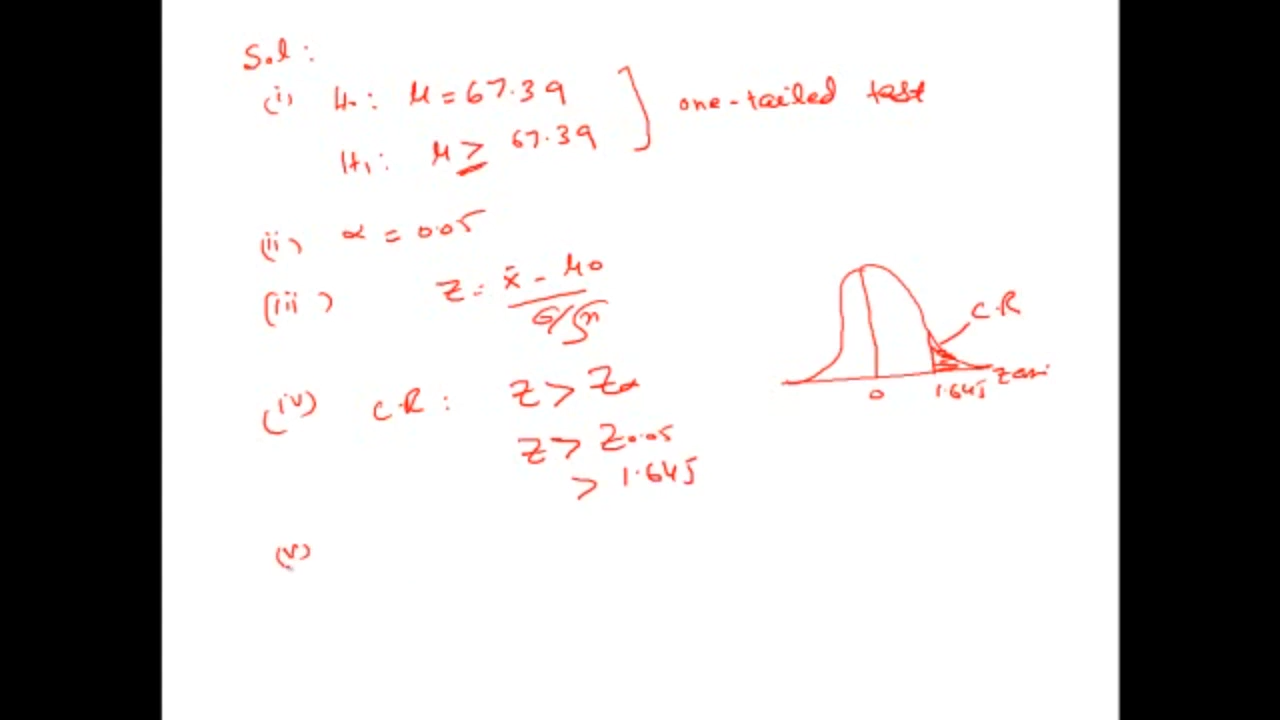 Sol:
(i) H₀: μ = 67.39
one-tailed test
H₁: μ > 67.39
(ii) α = 0.05
(iii) Z = x̄ - μ₀ / σ/√n
C.R
(iv) C.R: Z > Zα
0 1.645
Z > Z0.05
> 1.645
(v)